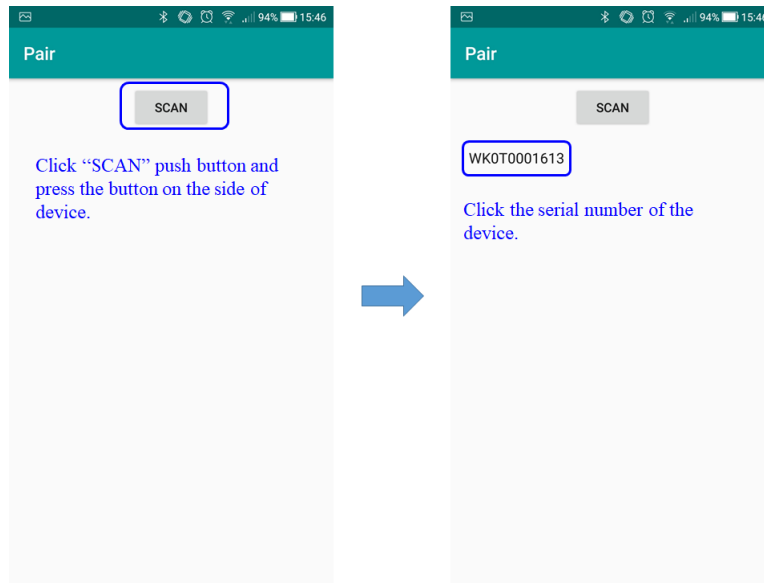 94% 15:46
Pair
SCAN
Click “SCAN” push button and
press the button on the side of
device.
94% 15:46
Pair
SCAN
WK0T0001613
Click the serial number of the
device.